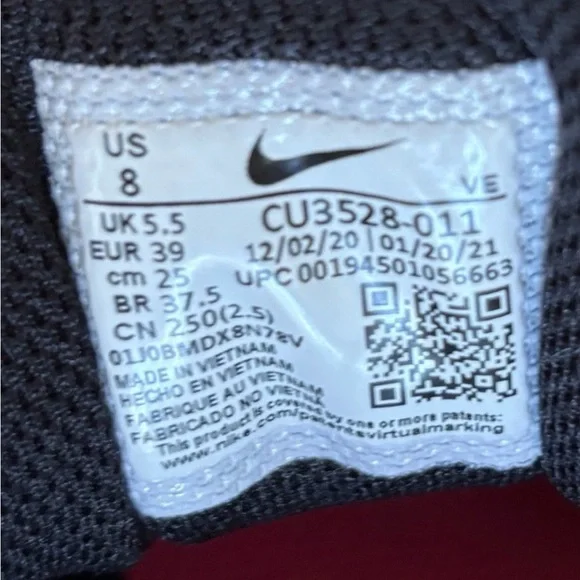 US
8
VE
UK 5.5
EUR 39
cm 25
BR 37.5
CN 250(2.5)
CU3528-011
12/02/20 | 01/20/21
UPC 00194501056663
01J0BMDX8N78V
MADE IN VIETNAM
HECHO EN VIETNAM
FABRIQUE AU VIETNAM
FABRICADO NO VIETNA
This product is covered by one or more patents:
www.nike.com/patentsvirtualmarking